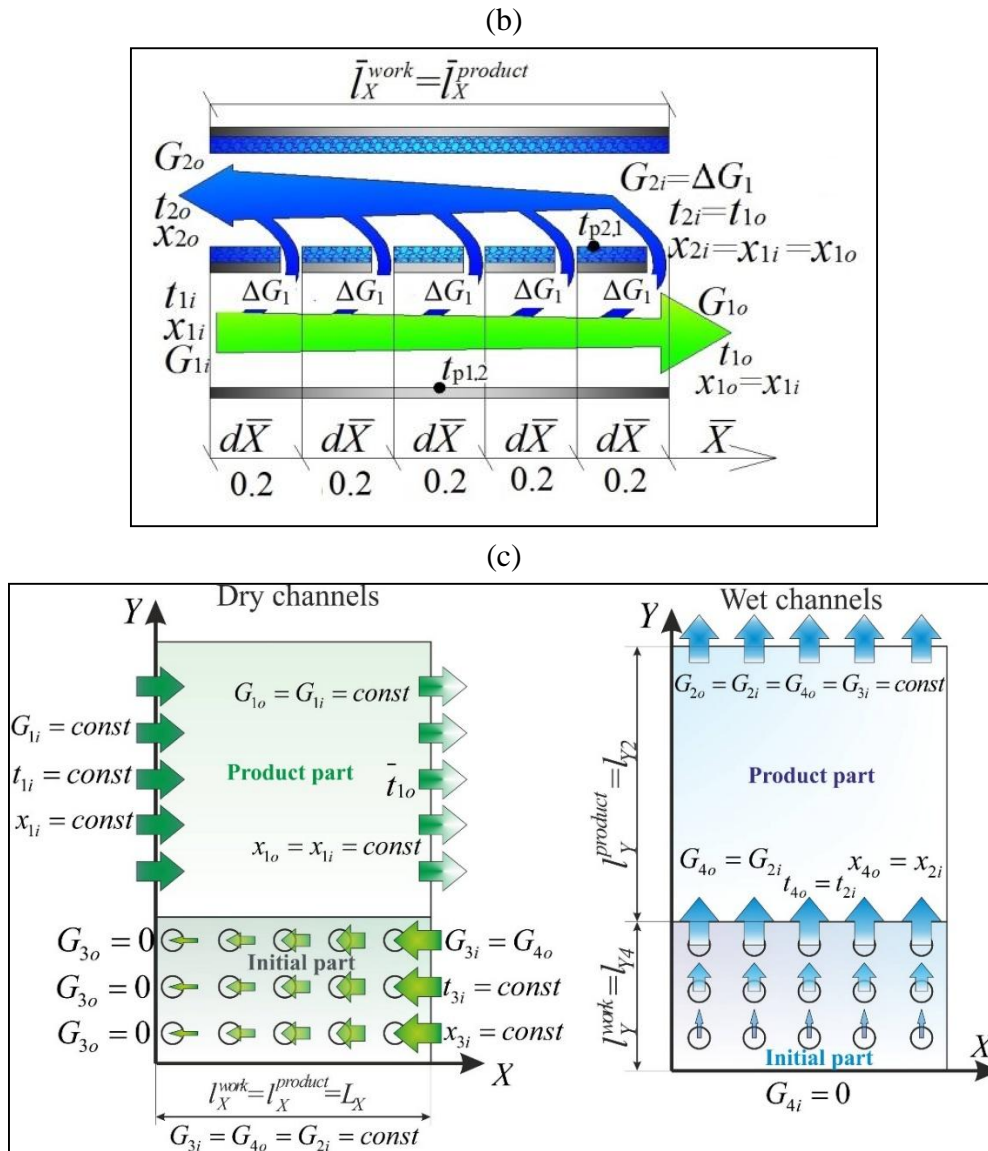 (b)
l̄_X^work = l̄_X^product
G2o
t2o
x2o
G2i=ΔG1
t2i=t1o
x2i=x1i=x1o
tp2,1
t1i
x1i
G1i
ΔG1 ΔG1 ΔG1 ΔG1 ΔG1
G1o
t1o
x1o=x1i
tp1,2
dX̄ dX̄ dX̄ dX̄ dX̄ X̄
0.2 0.2 0.2 0.2 0.2
(c)
Dry channels
Y
G1o = G1i = const
G1i = const
t1i = const
Product part
t̄1o
x1i = const
x1o = x1i = const
G3o = 0
G3i = G4o
Initial part
G3o = 0
t3i = const
G3o = 0
x3i = const
X
l_X^work = l_X^product = L_X
G3i = G4o = G2i = const
Wet channels
Y
G2o = G2i = G4o = G3i = const
l_Y^product = l_Y2
Product part
G4o = G2i
x4o = x2i
t4o = t2i
l_Y^work = l_Y4
Initial part
X
G4i = 0